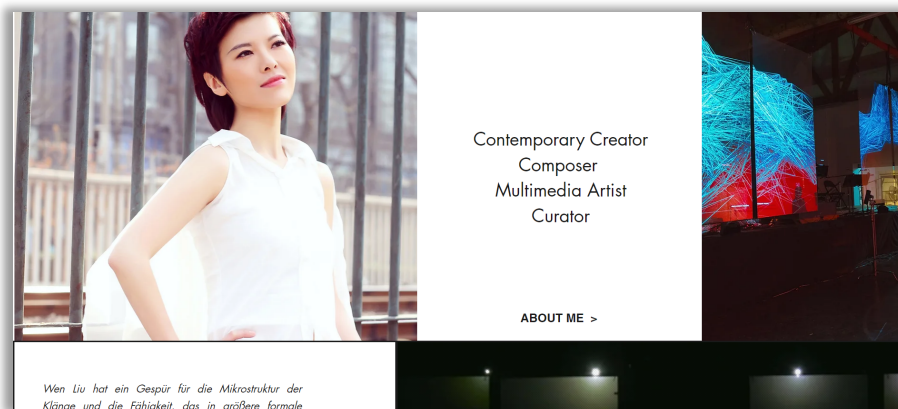 Contemporary Creator
Composer
Multimedia Artist
Curator
ABOUT ME >
Wen Liu hat ein Gespür für die Mikrostruktur der
Klänge und die Fähigkeit, das in größere formale